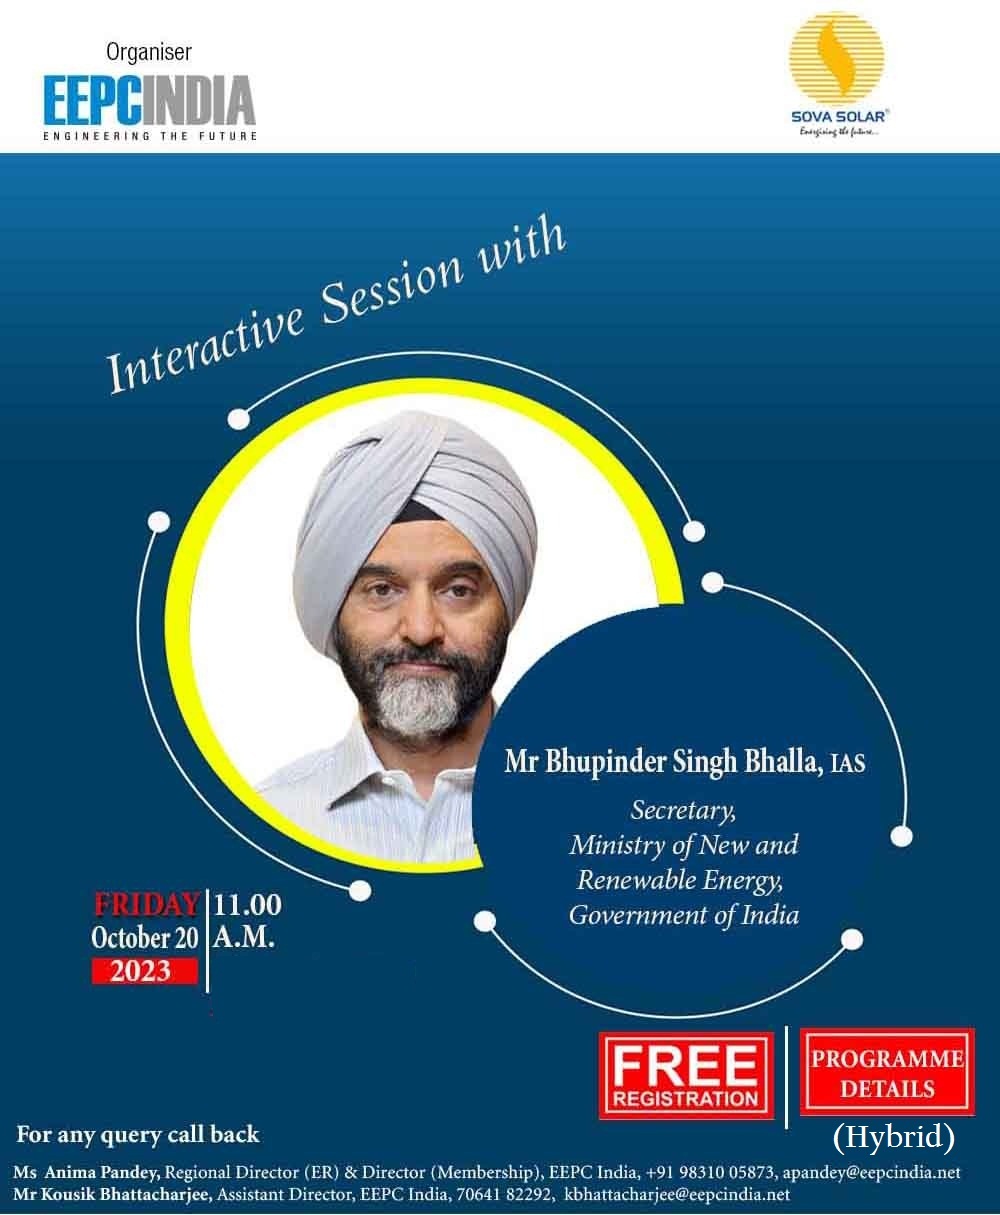 Organiser
EEPCINDIA
ENGINEERING THE FUTURE
SOVA SOLAR®
Energising the future...
Interactive Session with
Mr Bhupinder Singh Bhalla, IAS
Secretary,
Ministry of New and
Renewable Energy,
Government of India
FRIDAY
October 20
2023
11.00
A.M.
FREE
REGISTRATION
PROGRAMME
DETAILS
(Hybrid)
For any query call back
Ms Anima Pandey, Regional Director (ER) & Director (Membership), EEPC India, +91 98310 05873, apandey@eepcindia.net
Mr Kousik Bhattacharjee, Assistant Director, EEPC India, 70641 82292, kbhattacharjee@eepcindia.net